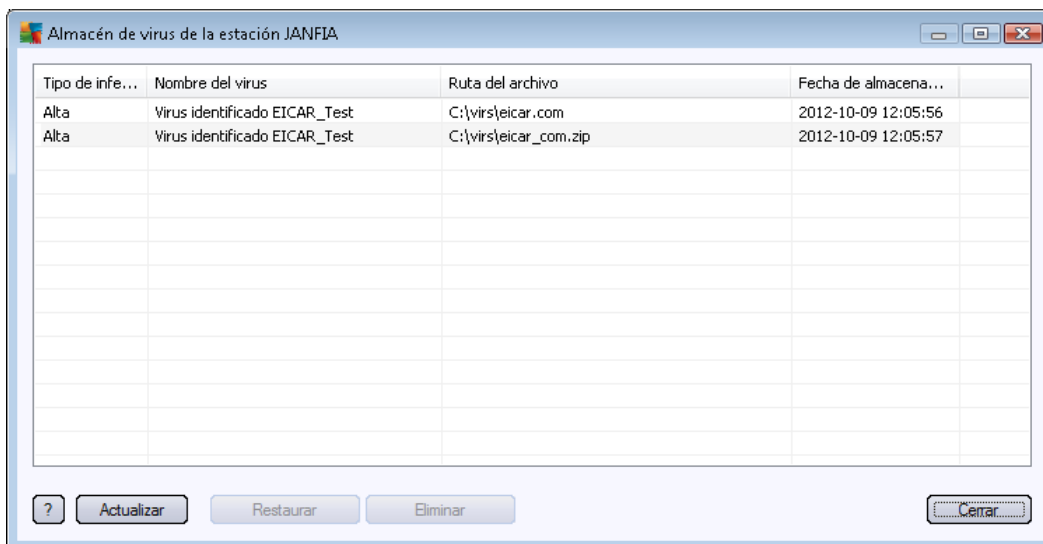 Almacén de virus de la estación JANFIA
Tipo de infe... Nombre del virus Ruta del archivo Fecha de almacena...
Alta Virus identificado EICAR_Test C:\virs\eicar.com 2012-10-09 12:05:56
Alta Virus identificado EICAR_Test C:\virs\eicar_com.zip 2012-10-09 12:05:57
? Actualizar Restaurar Eliminar Cerrar